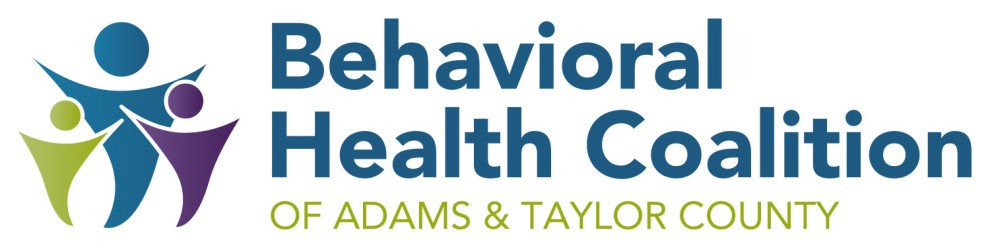 Behavioral
Health Coalition
OF ADAMS & TAYLOR COUNTY